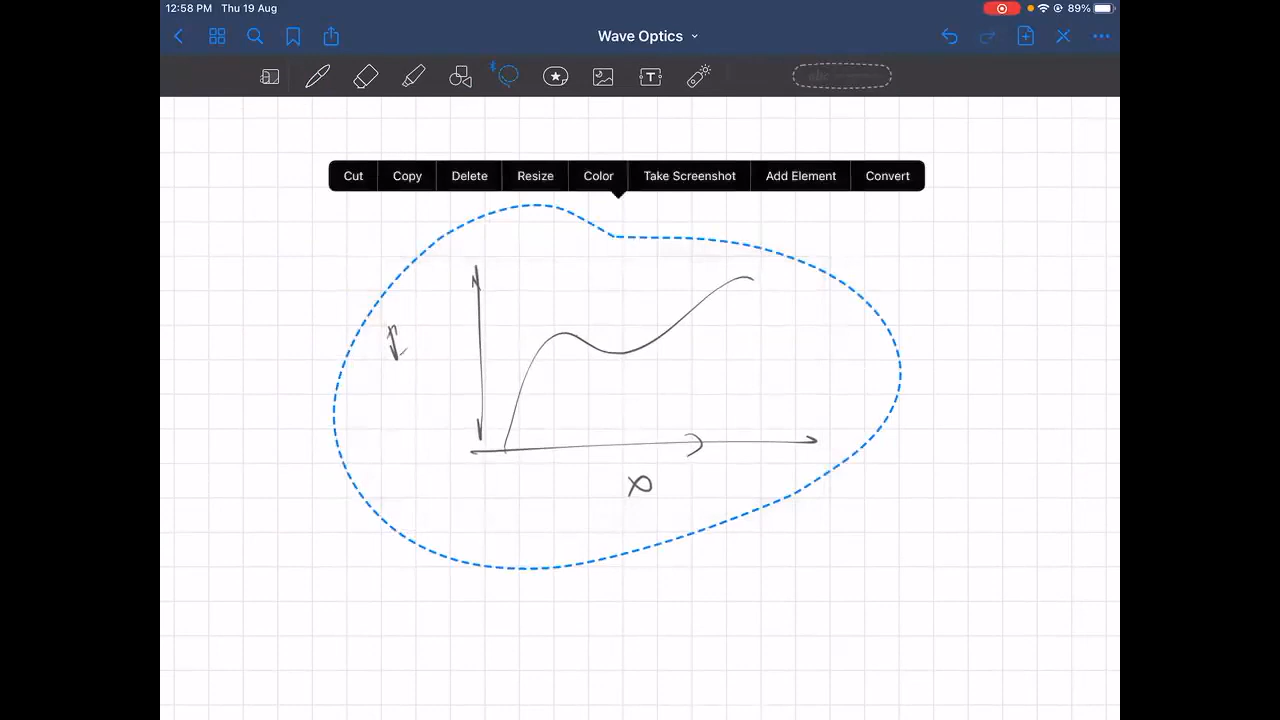 12:58 PM Thu 19 Aug 89%
Wave Optics
T
Cut Copy Delete Resize Color Take Screenshot Add Element Convert